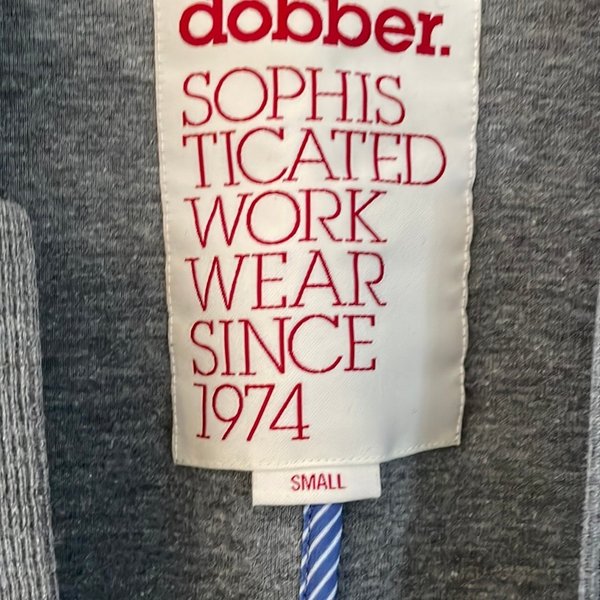 dobber.
SOPHIS
TICATED
WORK
WEAR
SINCE
1974
SMALL